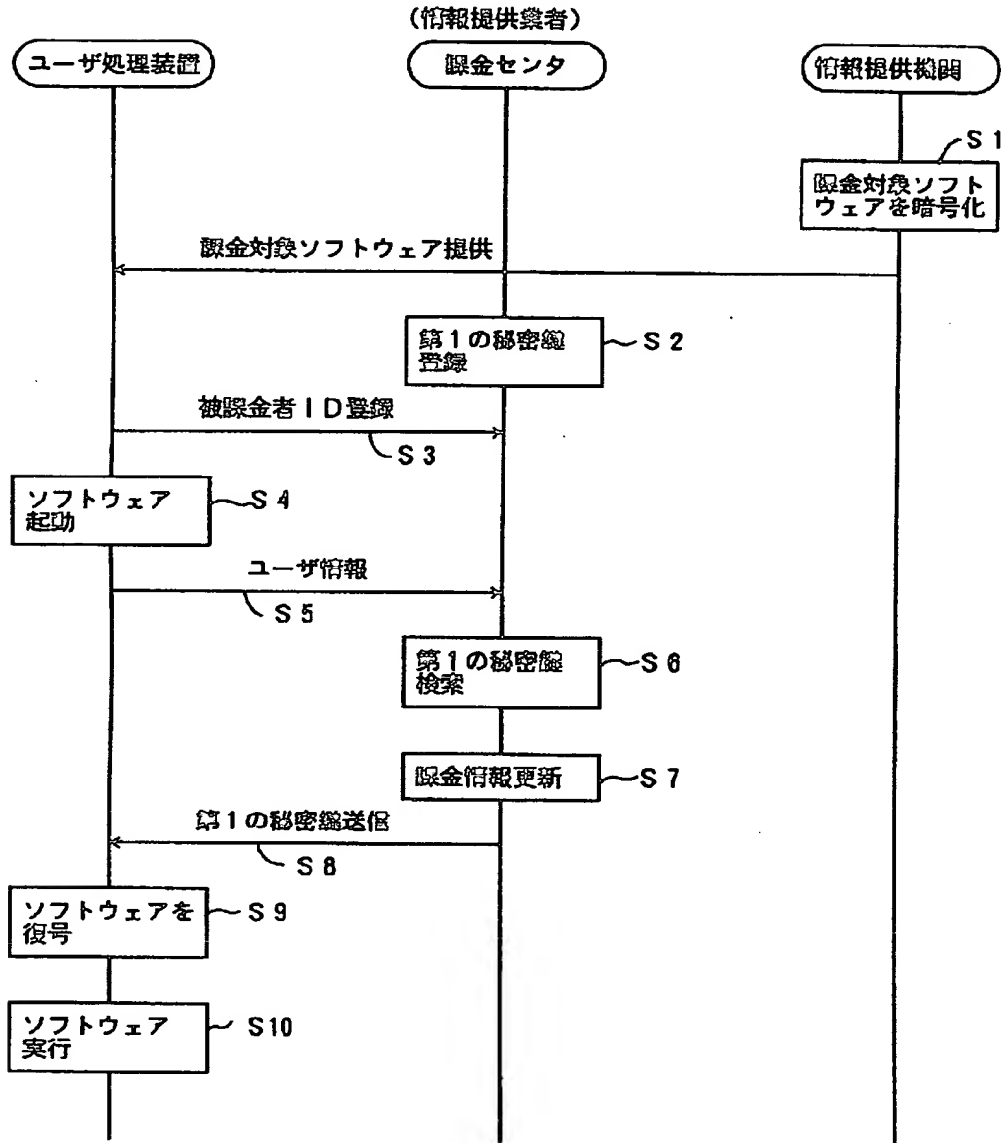 (情報提供業者)
ユーザ処理装置
課金センタ
情報提供機関
S1
課金対象ソフト
ウェアを暗号化
課金対象ソフトウェア提供
第1の秘密鍵
登録
S2
被課金者ID登録
S3
ソフトウェア
起動
S4
ユーザ情報
S5
第1の秘密鍵
検索
S6
課金情報更新
S7
第1の秘密鍵送信
S8
ソフトウェアを
復号
S9
ソフトウェア
実行
S10